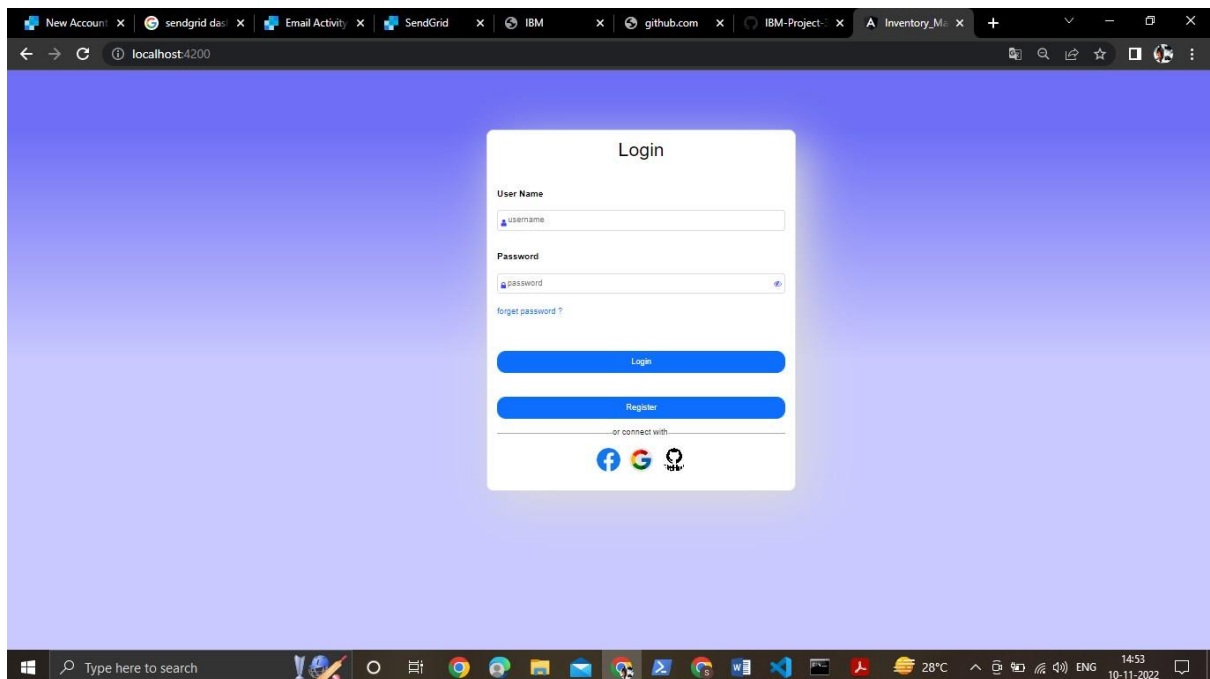 New Account
sendgrid das
Email Activity
SendGrid
IBM
github.com
IBM-Project-3
Inventory_Ma
localhost:4200
Login
User Name
username
Password
password
forget password ?
Login
Register
or connect with
Type here to search
28°C
ENG
14:53
10-11-2022